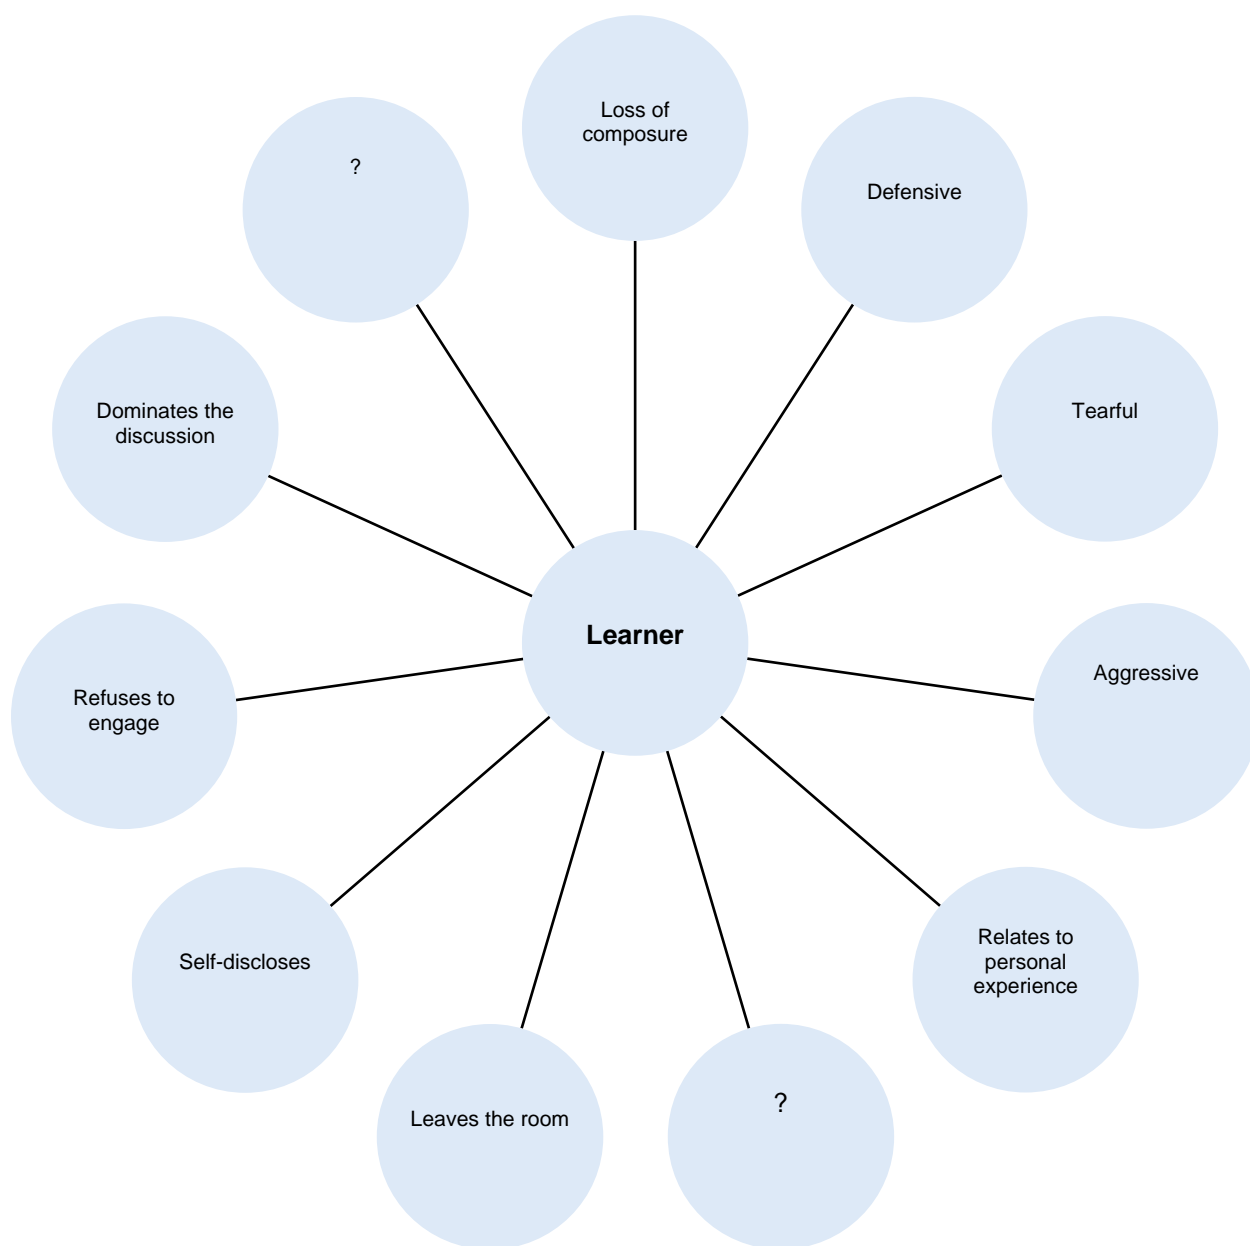 Loss of
composure
?
Defensive
Dominates the
discussion
Tearful
Learner
Aggressive
Refuses to
engage
Relates to
personal
experience
Self-discloses
?
Leaves the room